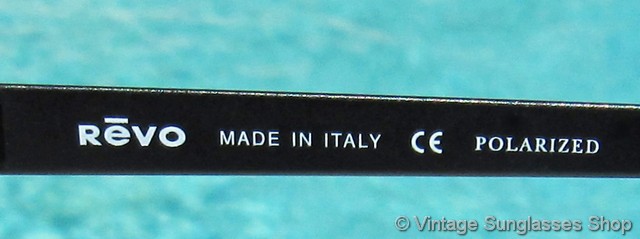 Rēvo MADE IN ITALY CE POLARIZED
© Vintage Sunglasses Shop